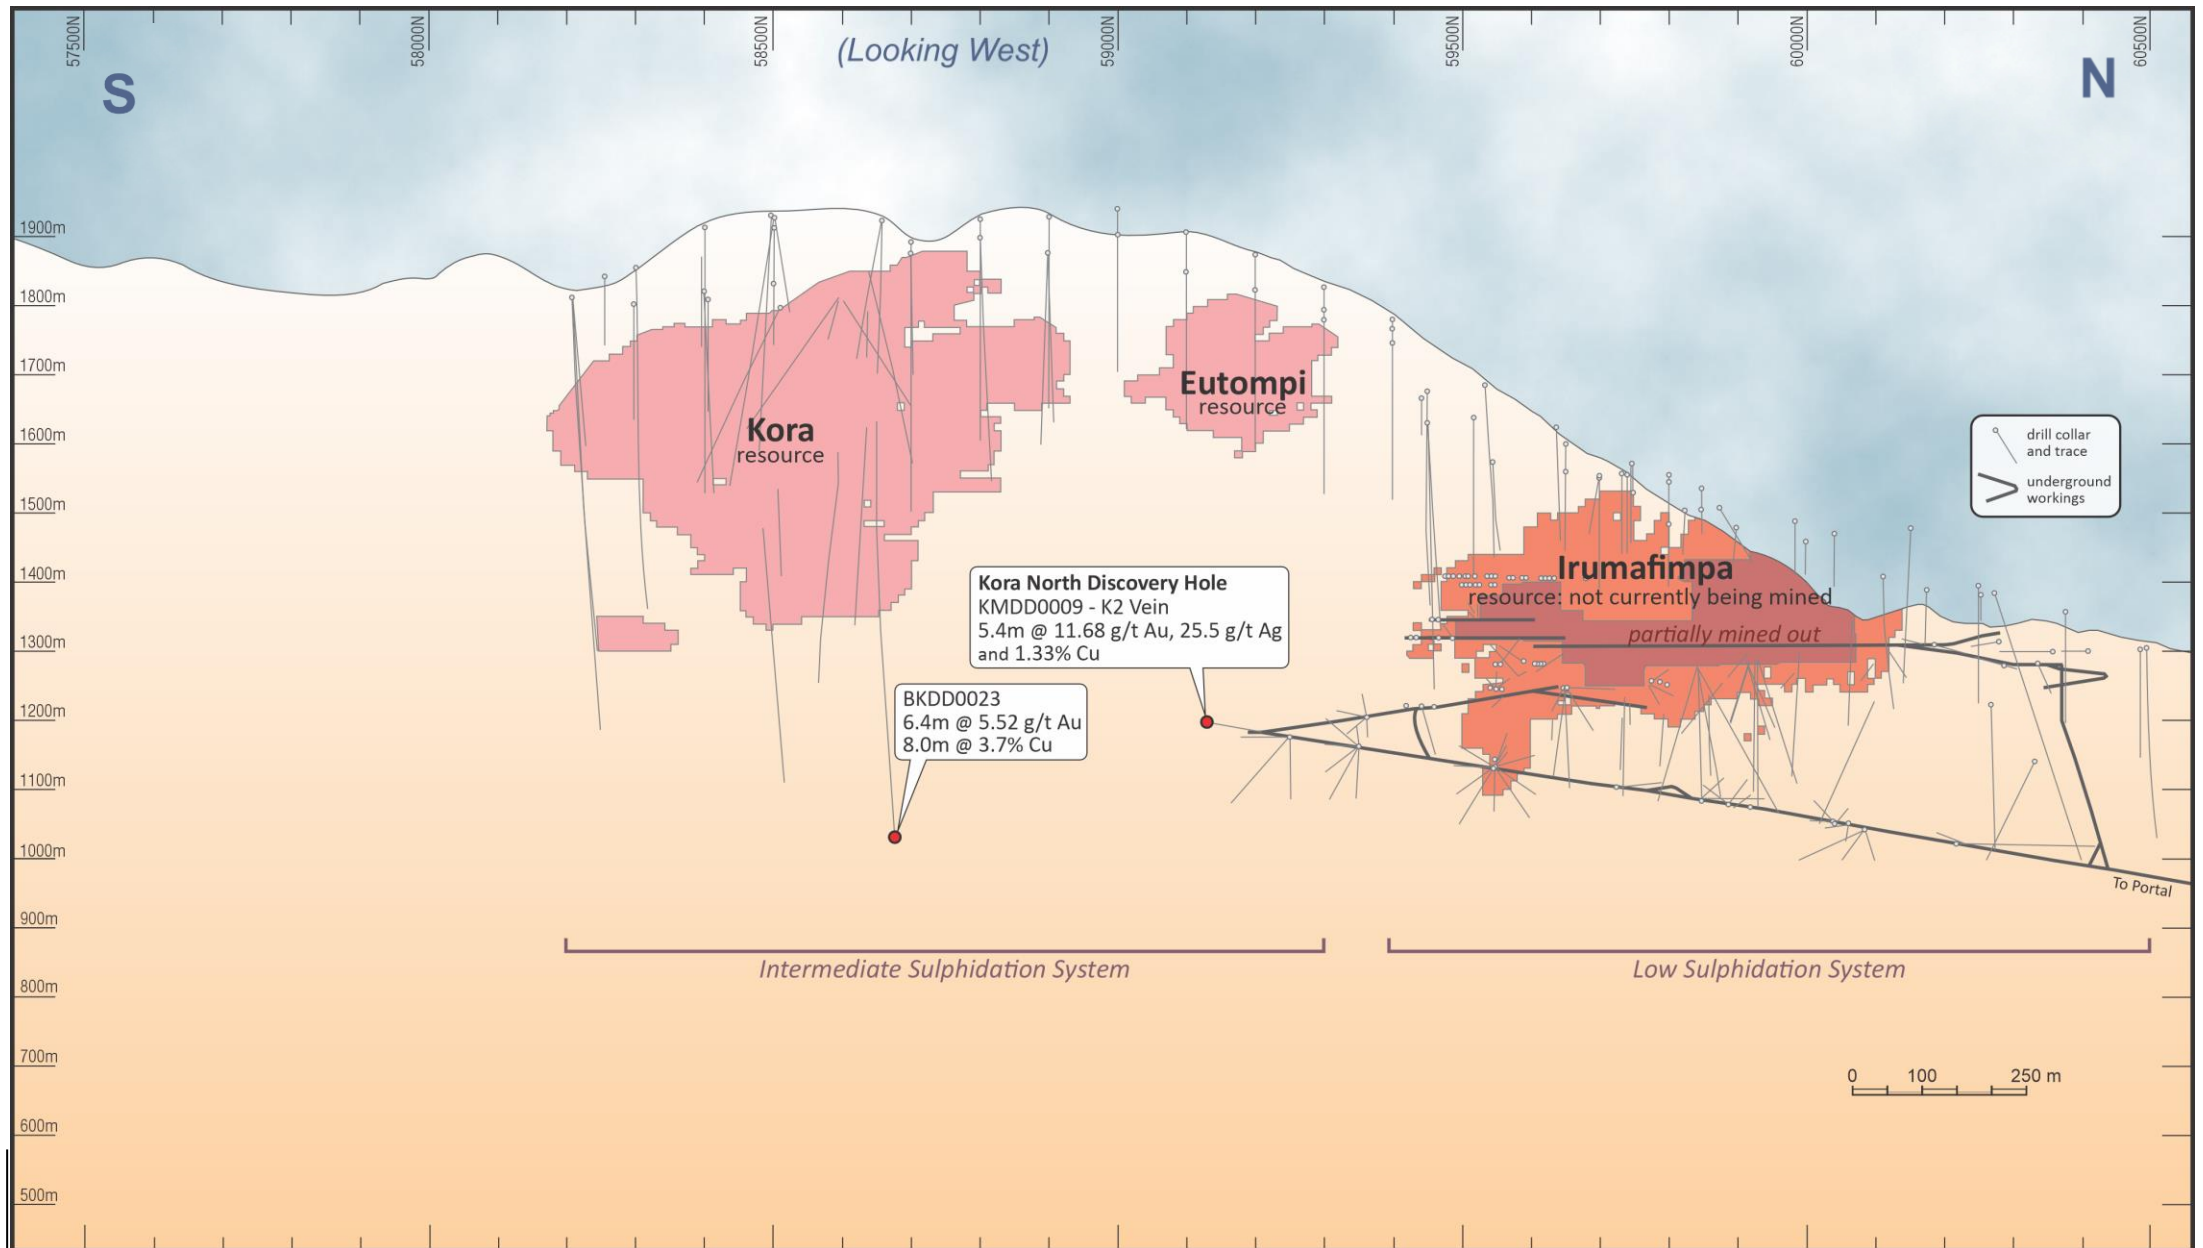 57500N
58000N
58500N
59000N
59500N
60000N
60500N
(Looking West)
S
N
1900m
1800m
1700m
1600m
1500m
1400m
1300m
1200m
1100m
1000m
900m
800m
700m
600m
500m
Kora
resource
Eutompi
resource
drill collar
and trace
underground
workings
Irumafimpa
resource: not currently being mined
partially mined out
Kora North Discovery Hole
KMDD0009 - K2 Vein
5.4m @ 11.68 g/t Au, 25.5 g/t Ag
and 1.33% Cu
BKDD0023
6.4m @ 5.52 g/t Au
8.0m @ 3.7% Cu
To Portal
Intermediate Sulphidation System
Low Sulphidation System
0 100 250 m